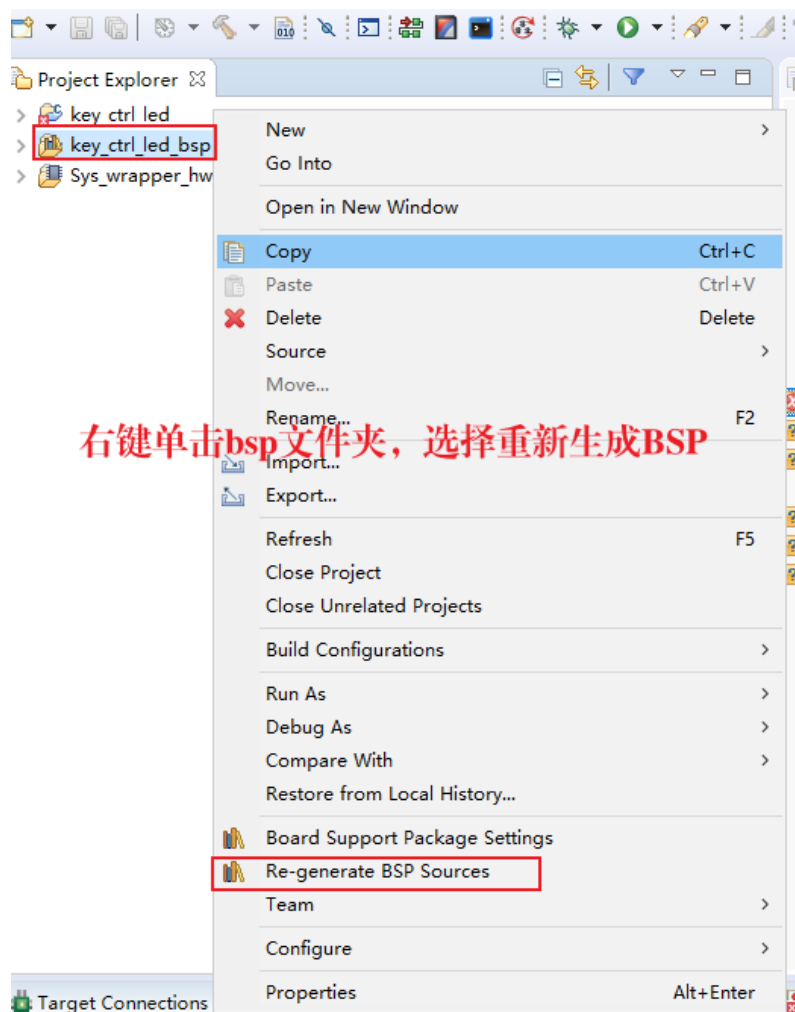 Project Explorer
key ctrl led
key_ctrl_led_bsp
Sys_wrapper_hw
New
Go Into
Open in New Window
Copy Ctrl+C
Paste Ctrl+V
Delete Delete
Source
Move...
Rename... F2
右键单击bsp文件夹，选择重新生成BSP
Import...
Export...
Refresh F5
Close Project
Close Unrelated Projects
Build Configurations
Run As
Debug As
Compare With
Restore from Local History...
Board Support Package Settings
Re-generate BSP Sources
Team
Configure
Properties Alt+Enter
Target Connections